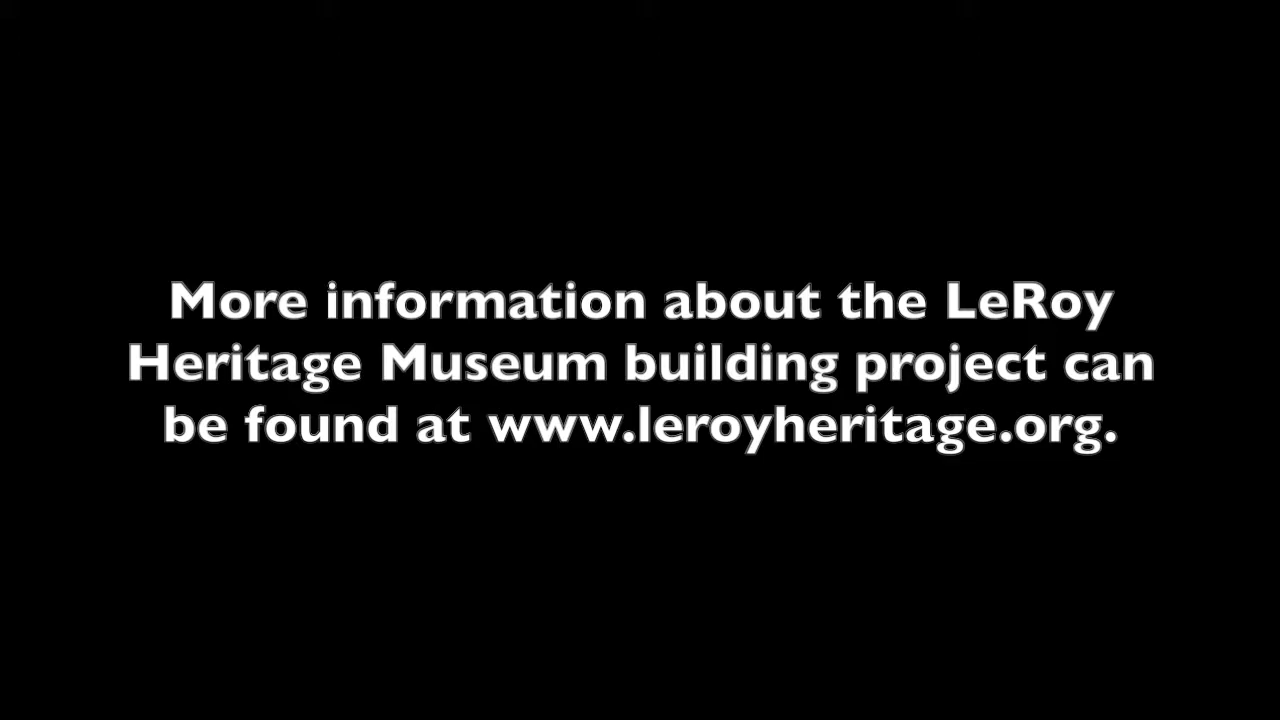 More information about the LeRoy
Heritage Museum building project can
be found at www.leroyheritage.org.